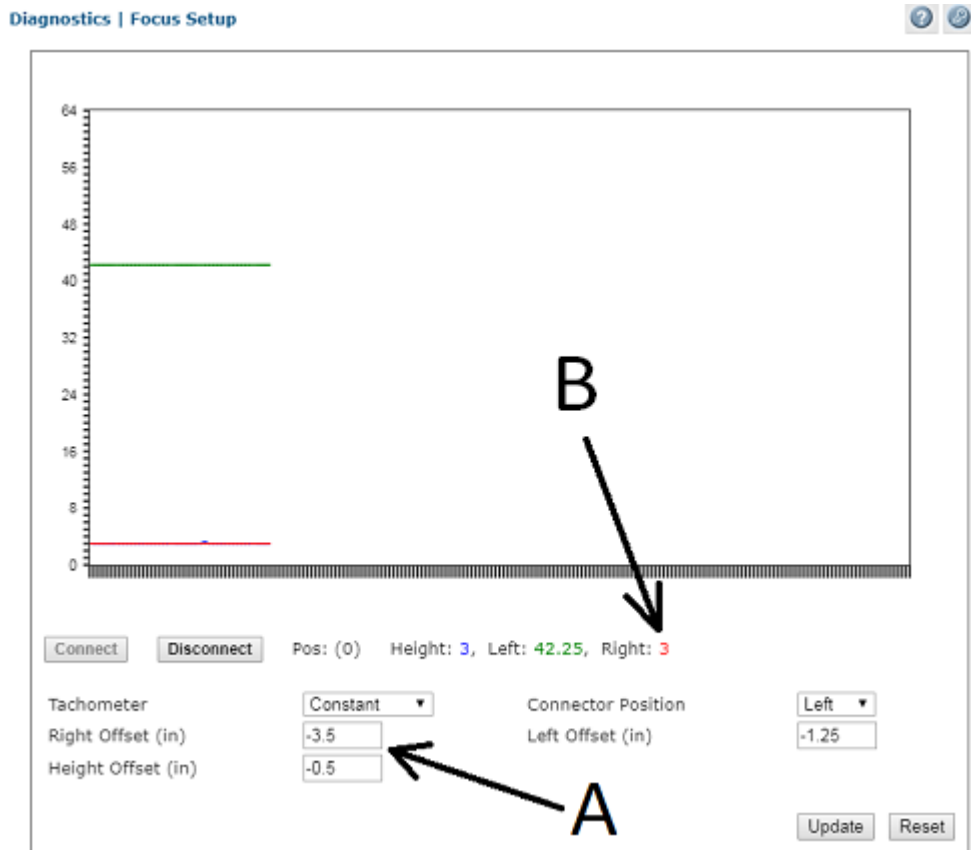 Diagnostics | Focus Setup ?
64
56
48
40
32
24
16
8
0
B
Connect Disconnect Pos: (0) Height: 3, Left: 42.25, Right: 3
Tachometer Constant Connector Position Left
Right Offset (in) -3.5 Left Offset (in) -1.25
Height Offset (in) -0.5
A
Update Reset